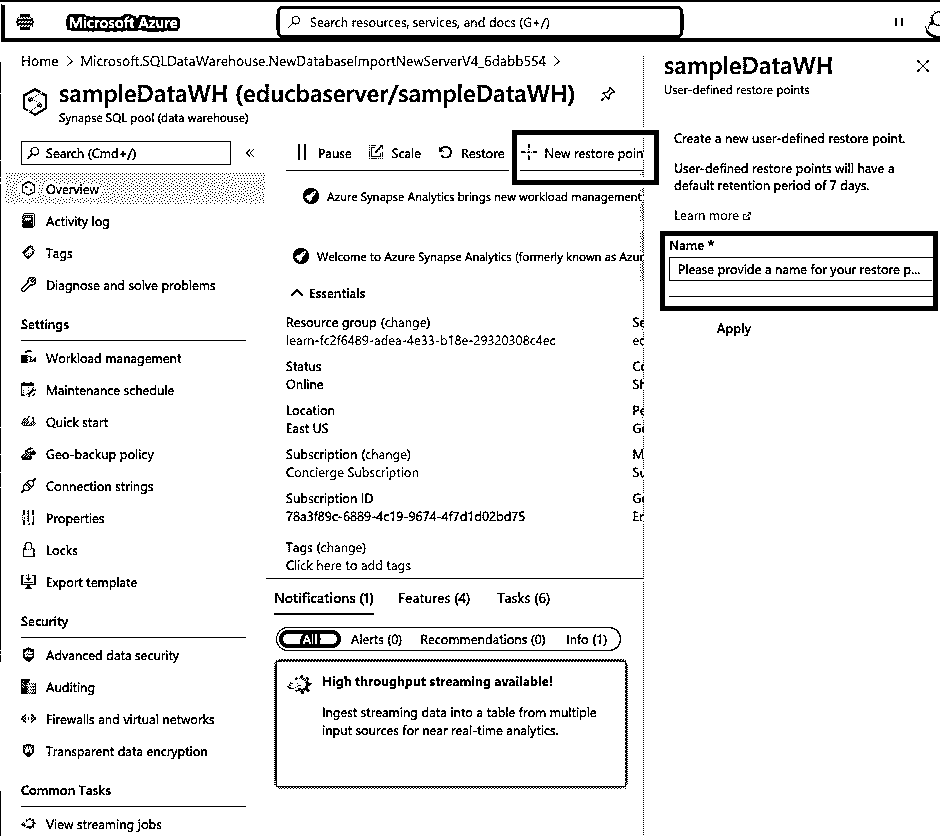 Microsoft Azure
Search resources, services, and docs (G+/)
Home > Microsoft.SQLDataWarehouse.NewDatabaseImportNewServerV4_6dabb554 >
sampleDataWH (educbaserver/sampleDataWH)
Synapse SQL pool (data warehouse)
Search (Cmd+/)
«
Overview
Activity log
Tags
Diagnose and solve problems
Settings
Workload management
Maintenance schedule
Quick start
Geo-backup policy
Connection strings
Properties
Locks
Export template
Security
Advanced data security
Auditing
Firewalls and virtual networks
Transparent data encryption
Common Tasks
View streaming jobs
Pause Scale Restore New restore poin
Azure Synapse Analytics brings new workload management
Welcome to Azure Synapse Analytics (formerly known as Azur
Essentials
Resource group (change)
learn-fc2f6489-adea-4e33-b18e-29320308c4ec
Status
Online
Location
East US
Subscription (change)
Concierge Subscription
Subscription ID
78a3f89c-6889-4c19-9674-4f7d1d02bd75
Tags (change)
Click here to add tags
Notifications (1) Features (4) Tasks (6)
All Alerts (0) Recommendations (0) Info (1)
High throughput streaming available!
Ingest streaming data into a table from multiple
input sources for near real-time analytics.
sampleDataWH
User-defined restore points
Create a new user-defined restore point.
User-defined restore points will have a
default retention period of 7 days.
Learn more
Name *
Please provide a name for your restore p...
Apply